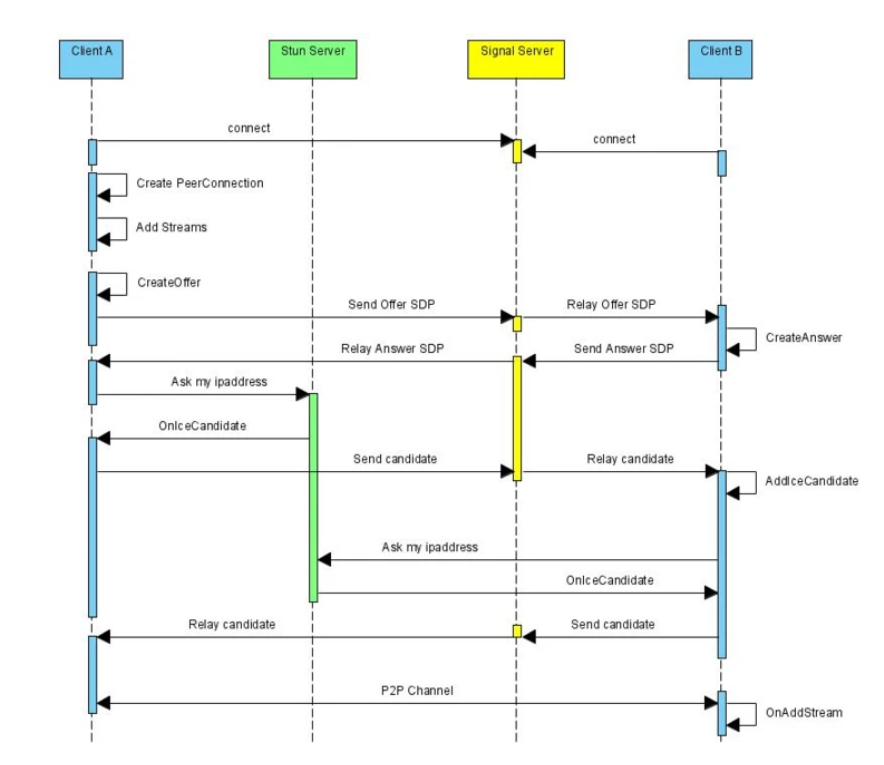 Client A
Stun Server
Signal Server
Client B
connect
connect
Create PeerConnection
Add Streams
CreateOffer
Send Offer SDP
Relay Offer SDP
CreateAnswer
Relay Answer SDP
Send Answer SDP
Ask my ipaddress
OnIceCandidate
Send candidate
Relay candidate
AddIceCandidate
Ask my ipaddress
OnIceCandidate
Relay candidate
Send candidate
P2P Channel
OnAddStream